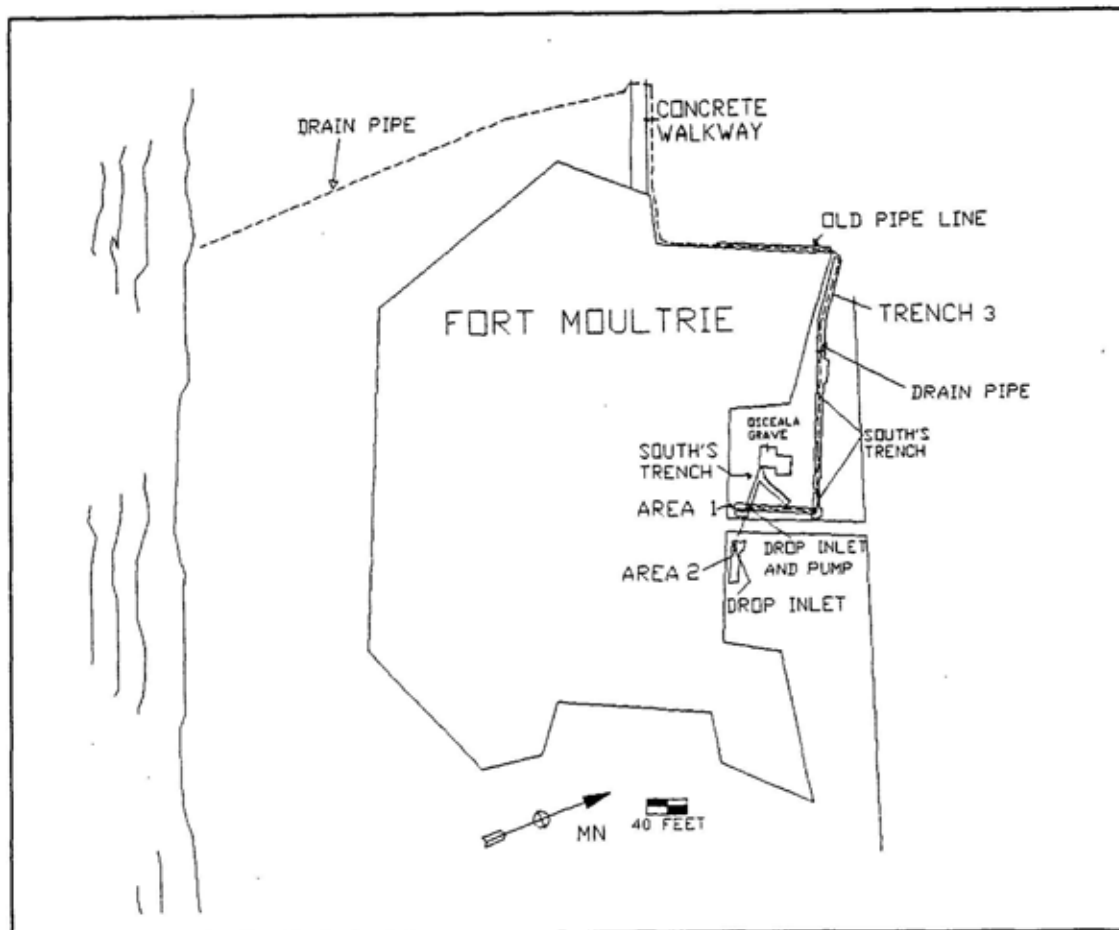 DRAIN PIPE
CONCRETE
WALKWAY
OLD PIPE LINE
FORT MOULTRIE
TRENCH 3
DRAIN PIPE
OSCEALA
GRAVE
SOUTH'S
TRENCH
SOUTH'S
TRENCH
AREA 1
DROP INLET
AND PUMP
AREA 2
DROP INLET
MN
40 FEET